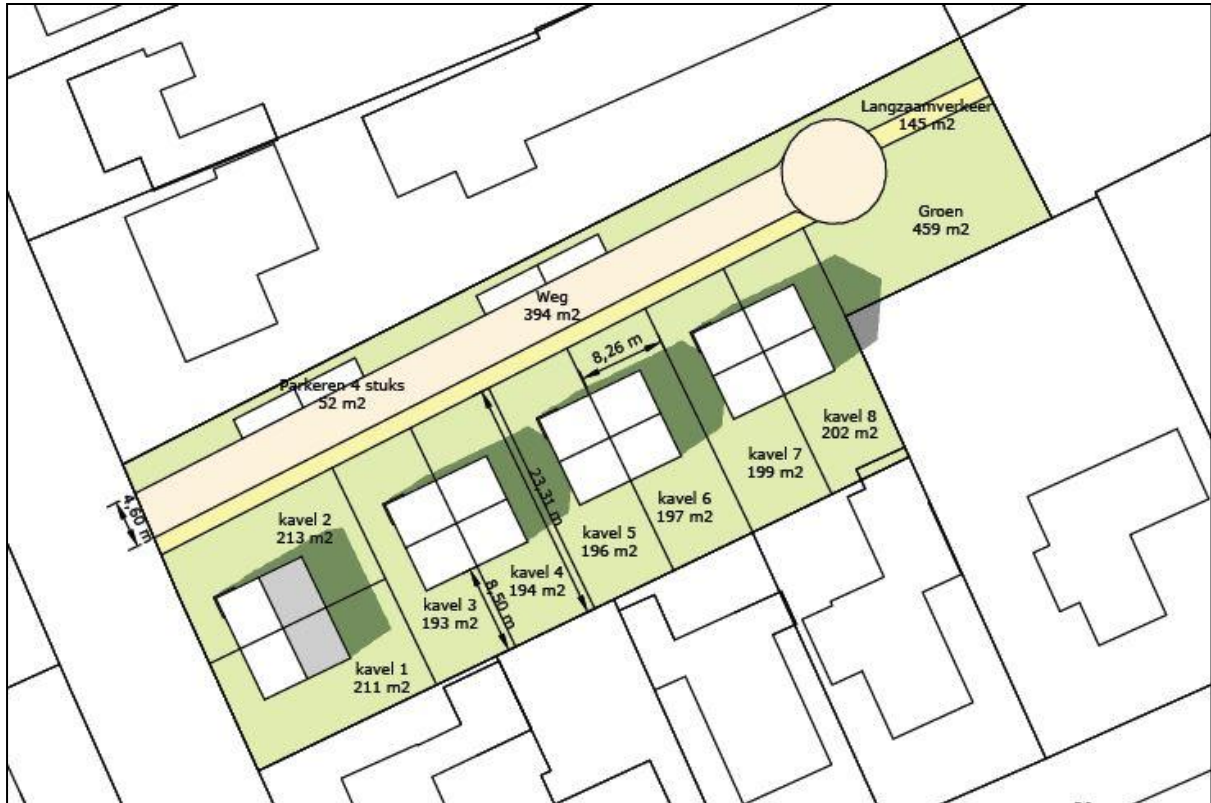 Langzaamverkeer
145 m2
Groen
459 m2
Weg
394 m2
8,26 m
Parkeren 4 stuks
52 m2
4,60 m
kavel 2
213 m2
kavel 1
211 m2
kavel 3
193 m2
8,50 m
kavel 4
194 m2
23,31 m
kavel 5
196 m2
kavel 6
197 m2
kavel 7
199 m2
kavel 8
202 m2